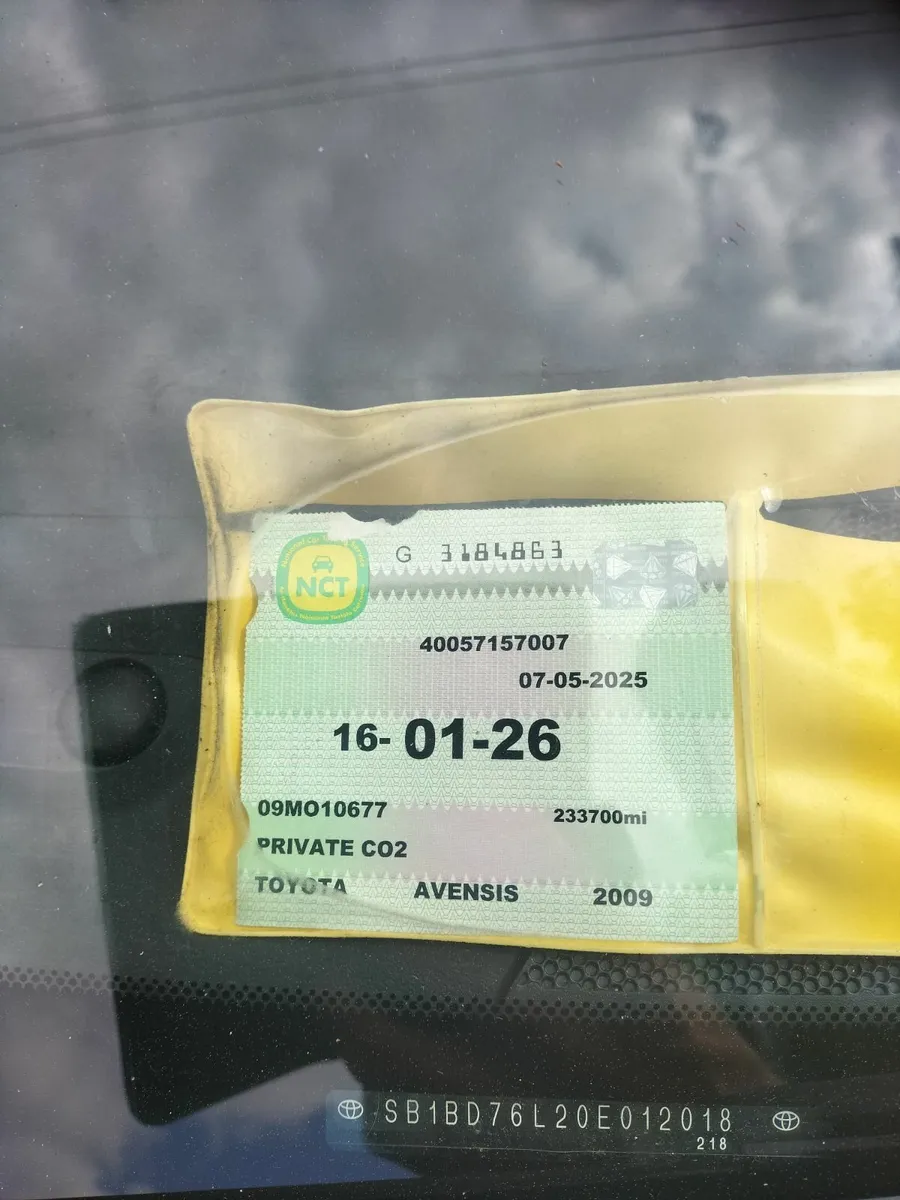 NCT
G 3184863
40057157007
07-05-2025
16-01-26
09MO10677 233700mi
PRIVATE CO2
TOYOTA AVENSIS 2009
SB1BD76L20E012018
218